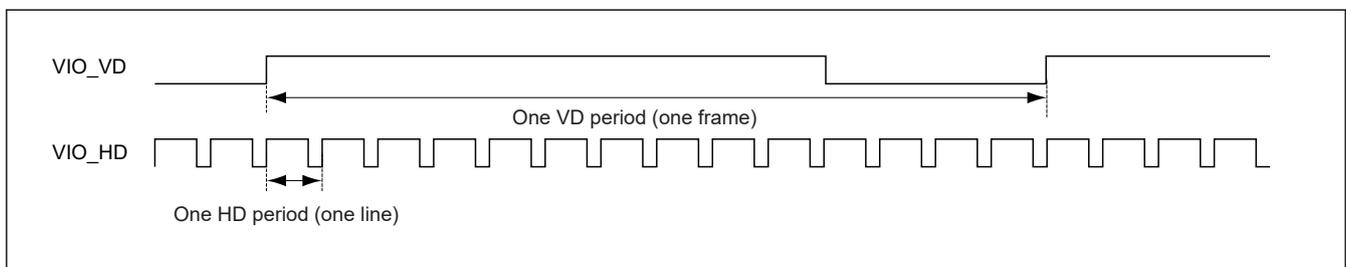 VIO_VD
One VD period (one frame)
VIO_HD
One HD period (one line)